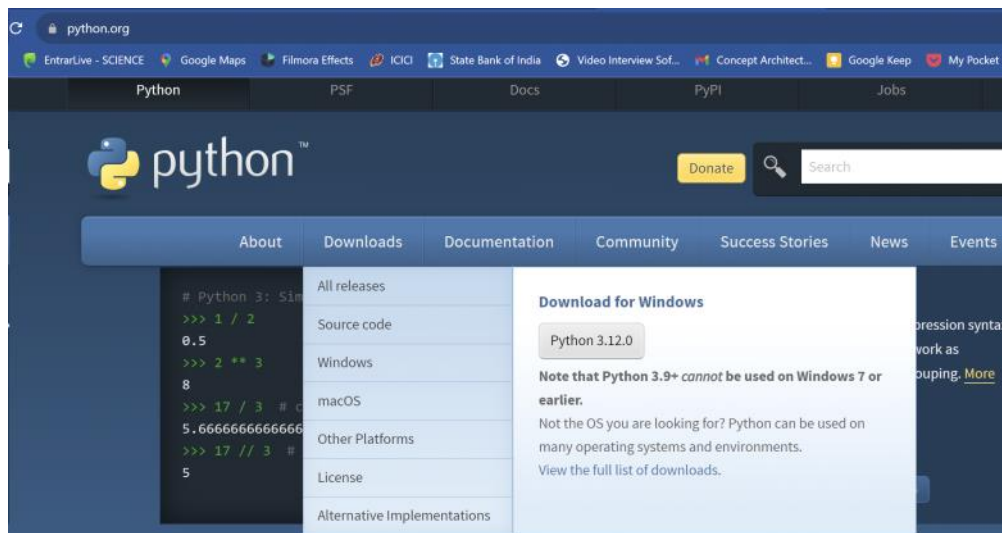 python.org
EntrarLive - SCIENCE Google Maps Filmora Effects ICICI State Bank of India Video Interview Sof... Concept Architect... Google Keep My Pocket
Python PSF Docs PyPI Jobs
python™
Donate Search
About Downloads Documentation Community Success Stories News Events
# Python 3: Sim
>>> 1 / 2
0.5
>>> 2 ** 3
8
>>> 17 / 3 # c
5.6666666666666
>>> 17 // 3 #
5
All releases
Source code
Windows
macOS
Other Platforms
License
Alternative Implementations
Download for Windows
Python 3.12.0
Note that Python 3.9+ cannot be used on Windows 7 or
earlier.
Not the OS you are looking for? Python can be used on
many operating systems and environments.
View the full list of downloads.
pression synta
work as
ouping. More